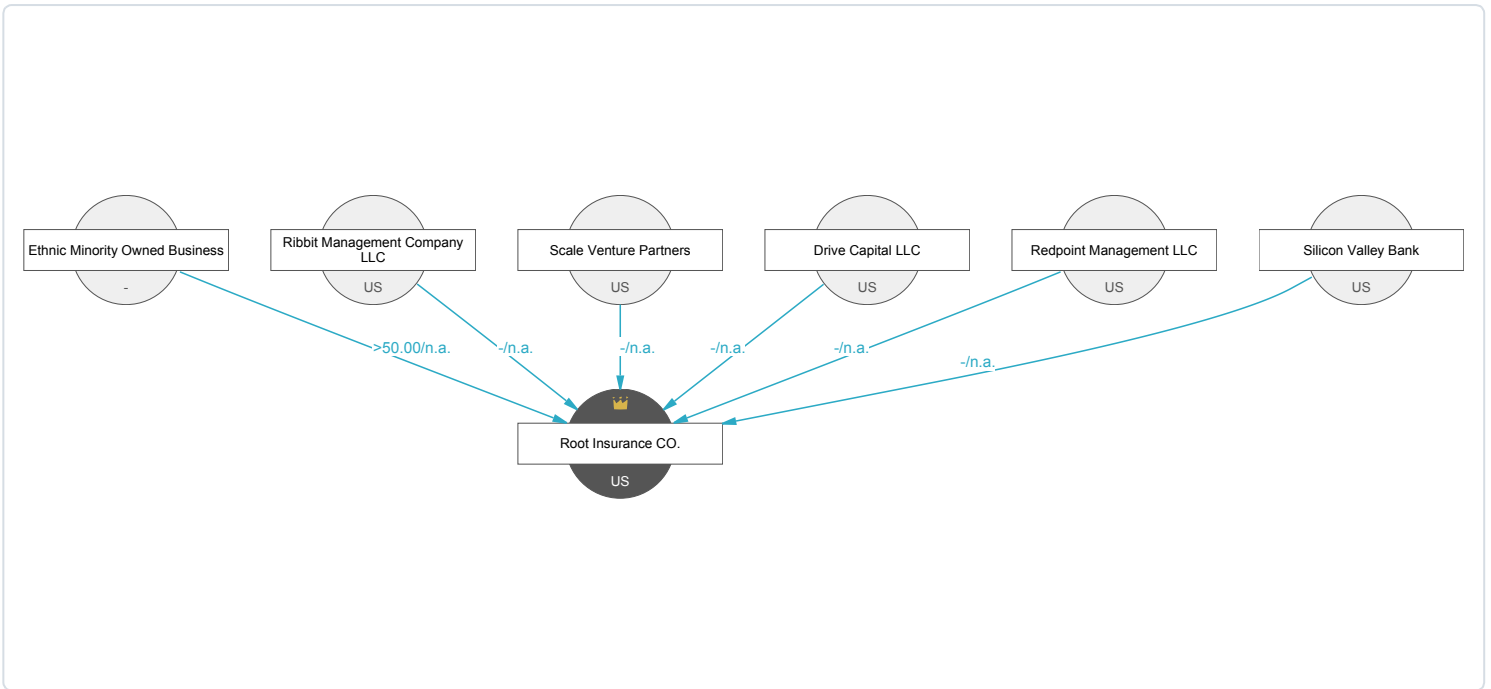 Ethnic Minority Owned Business
-
Ribbit Management Company
LLC
US
Scale Venture Partners
US
Drive Capital LLC
US
Redpoint Management LLC
US
Silicon Valley Bank
US
>50.00/n.a.
-/n.a.
-/n.a.
-/n.a.
-/n.a.
-/n.a.
Root Insurance CO.
US